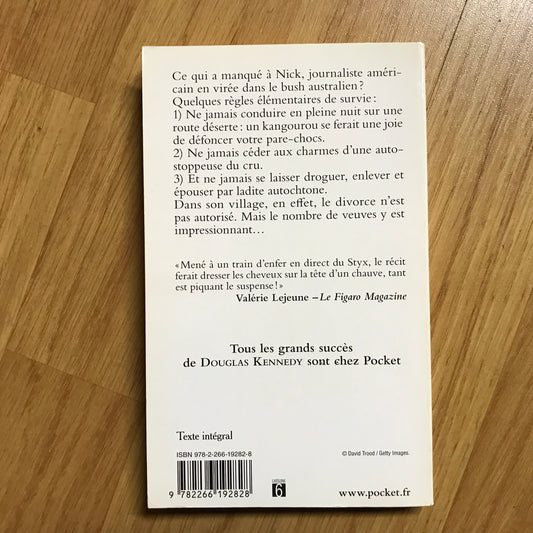 Ce qui a manqué à Nick, journaliste améri-
cain en virée dans le bush australien ?
Quelques règles élémentaires de survie :
1) Ne jamais conduire en pleine nuit sur une
route déserte : un kangourou se ferait une joie
de défoncer votre pare-chocs.
2) Ne jamais céder aux charmes d'une auto-
stoppeuse du cru.
3) Et ne jamais se laisser droguer, enlever et
épouser par ladite autochtone.
Dans son village, en effet, le divorce n'est
pas autorisé. Mais le nombre de veuves y est
impressionnant…
« Mené à un train d'enfer en direct du Styx, le récit
ferait dresser les cheveux sur la tête d'un chauve, tant
est piquant le suspense ! »
Valérie Lejeune – Le Figaro Magazine
Tous les grands succès
de DOUGLAS KENNEDY sont chez Pocket
Texte intégral
ISBN 978-2-266-19282-8
© David Trood / Getty Images.
9 782266 192828
CATÉGORIE
6
www.pocket.fr